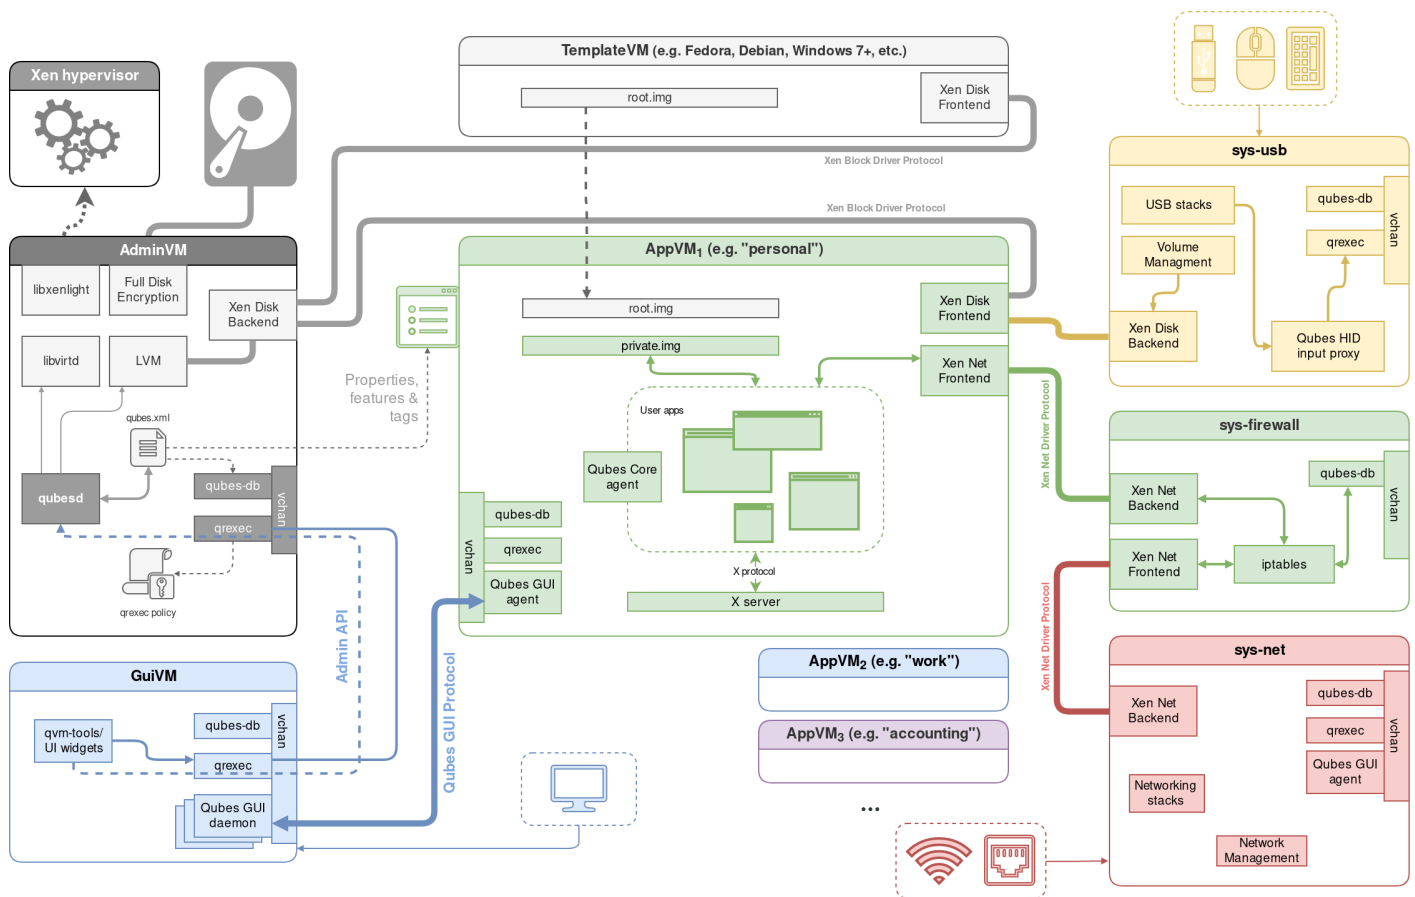 Xen hypervisor
TemplateVM (e.g. Fedora, Debian, Windows 7+, etc.)
root.img
Xen Disk
Frontend
Xen Block Driver Protocol
Xen Block Driver Protocol
AdminVM
libxenlight
Full Disk
Encryption
Xen Disk
Backend
libvirtd
LVM
qubes.xml
qubesd
qubes-db
qrexec
vchan
qrexec policy
Properties,
features &
tags
Admin API
GuiVM
qvm-tools/
UI widgets
qubes-db
qrexec
vchan
Qubes GUI
daemon
Qubes GUI Protocol
AppVM1 (e.g. "personal")
root.img
private.img
Xen Disk
Frontend
Xen Net
Frontend
User apps
Qubes Core
agent
qubes-db
qrexec
Qubes GUI
agent
vchan
X protocol
X server
AppVM2 (e.g. "work")
AppVM3 (e.g. "accounting")
...
sys-usb
USB stacks
Volume
Managment
Xen Disk
Backend
qubes-db
qrexec
vchan
Qubes HID
input proxy
Xen Net Driver Protocol
sys-firewall
Xen Net
Backend
Xen Net
Frontend
qubes-db
vchan
iptables
Xen Net Driver Protocol
sys-net
Xen Net
Backend
qubes-db
qrexec
Qubes GUI
agent
vchan
Networking
stacks
Network
Management